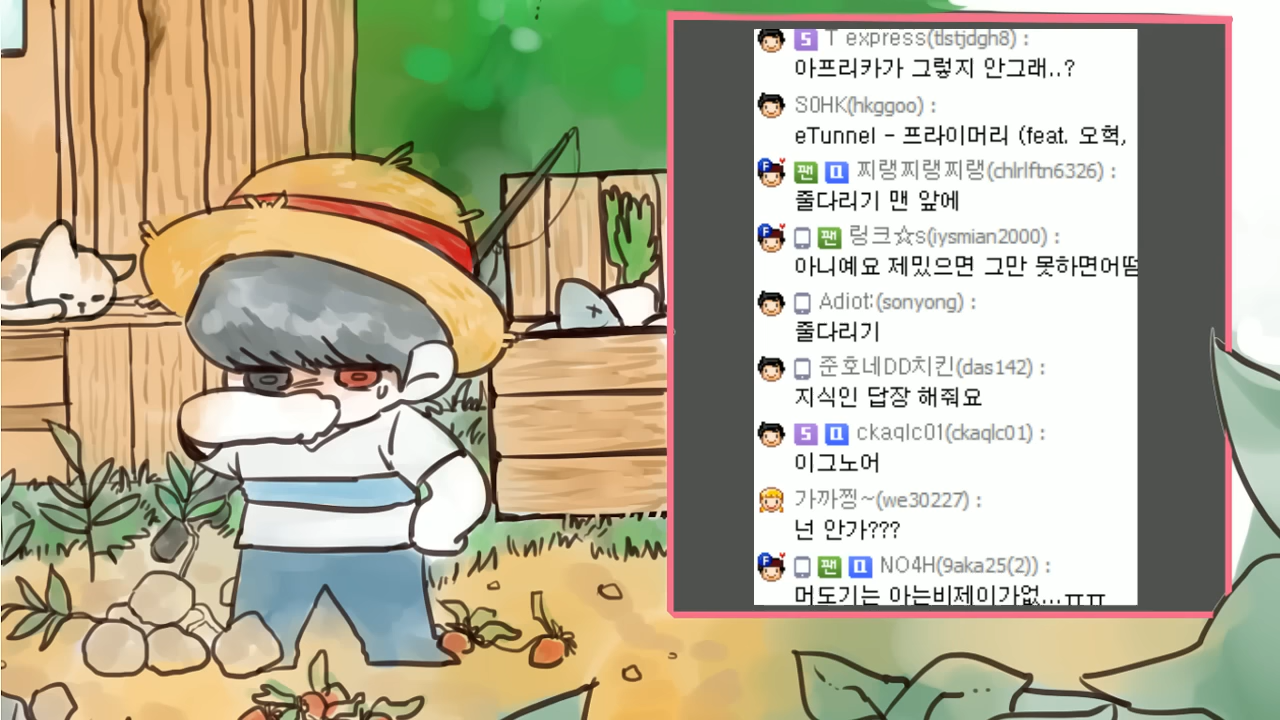 S T express(tlstjdgh8) :
아프리카가 그렇지 안그래..?
S0HK(hkggoo) :
eTunnel - 프라이머리 (feat. 오혁,
F 팬 a 찌랭찌랭찌랭(chlrlftn6326) :
줄다리기 맨 앞에
F 팬 링크☆s(iysmian2000) :
아니예요 제밌으면 그만 못하면어떰
Adiot:(sonyong) :
줄다리기
준호네DD치킨(das142) :
지식인 답장 해줘요
S a ckaqlc01(ckaqlc01) :
이그노어
가까찡~(we30227) :
넌 안가???
F 팬 a NO4H(9aka25(2)) :
머도기는 아는비제이가없...ㅠㅠ